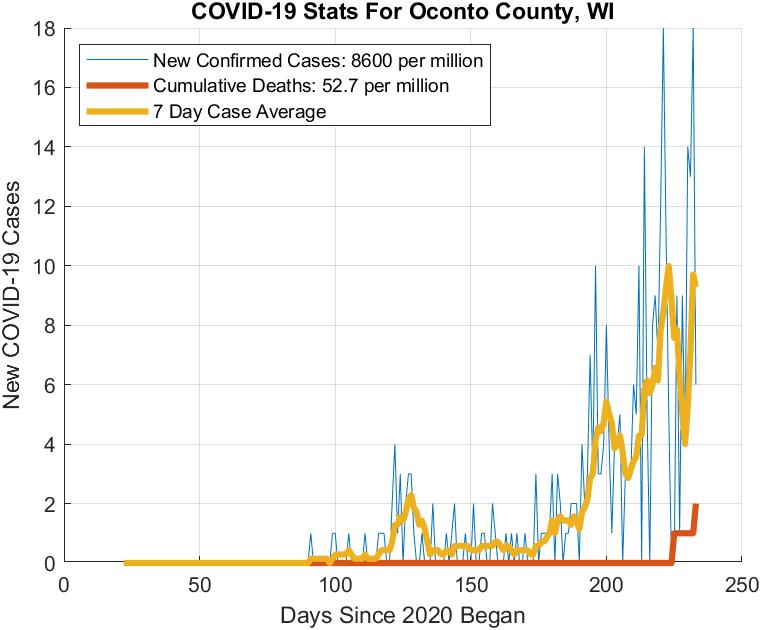 COVID-19 Stats For Oconto County, WI
New Confirmed Cases: 8600 per million
Cumulative Deaths: 52.7 per million
7 Day Case Average
New COVID-19 Cases
18
16
14
12
10
8
6
4
2
0
0 50 100 150 200 250
Days Since 2020 Began